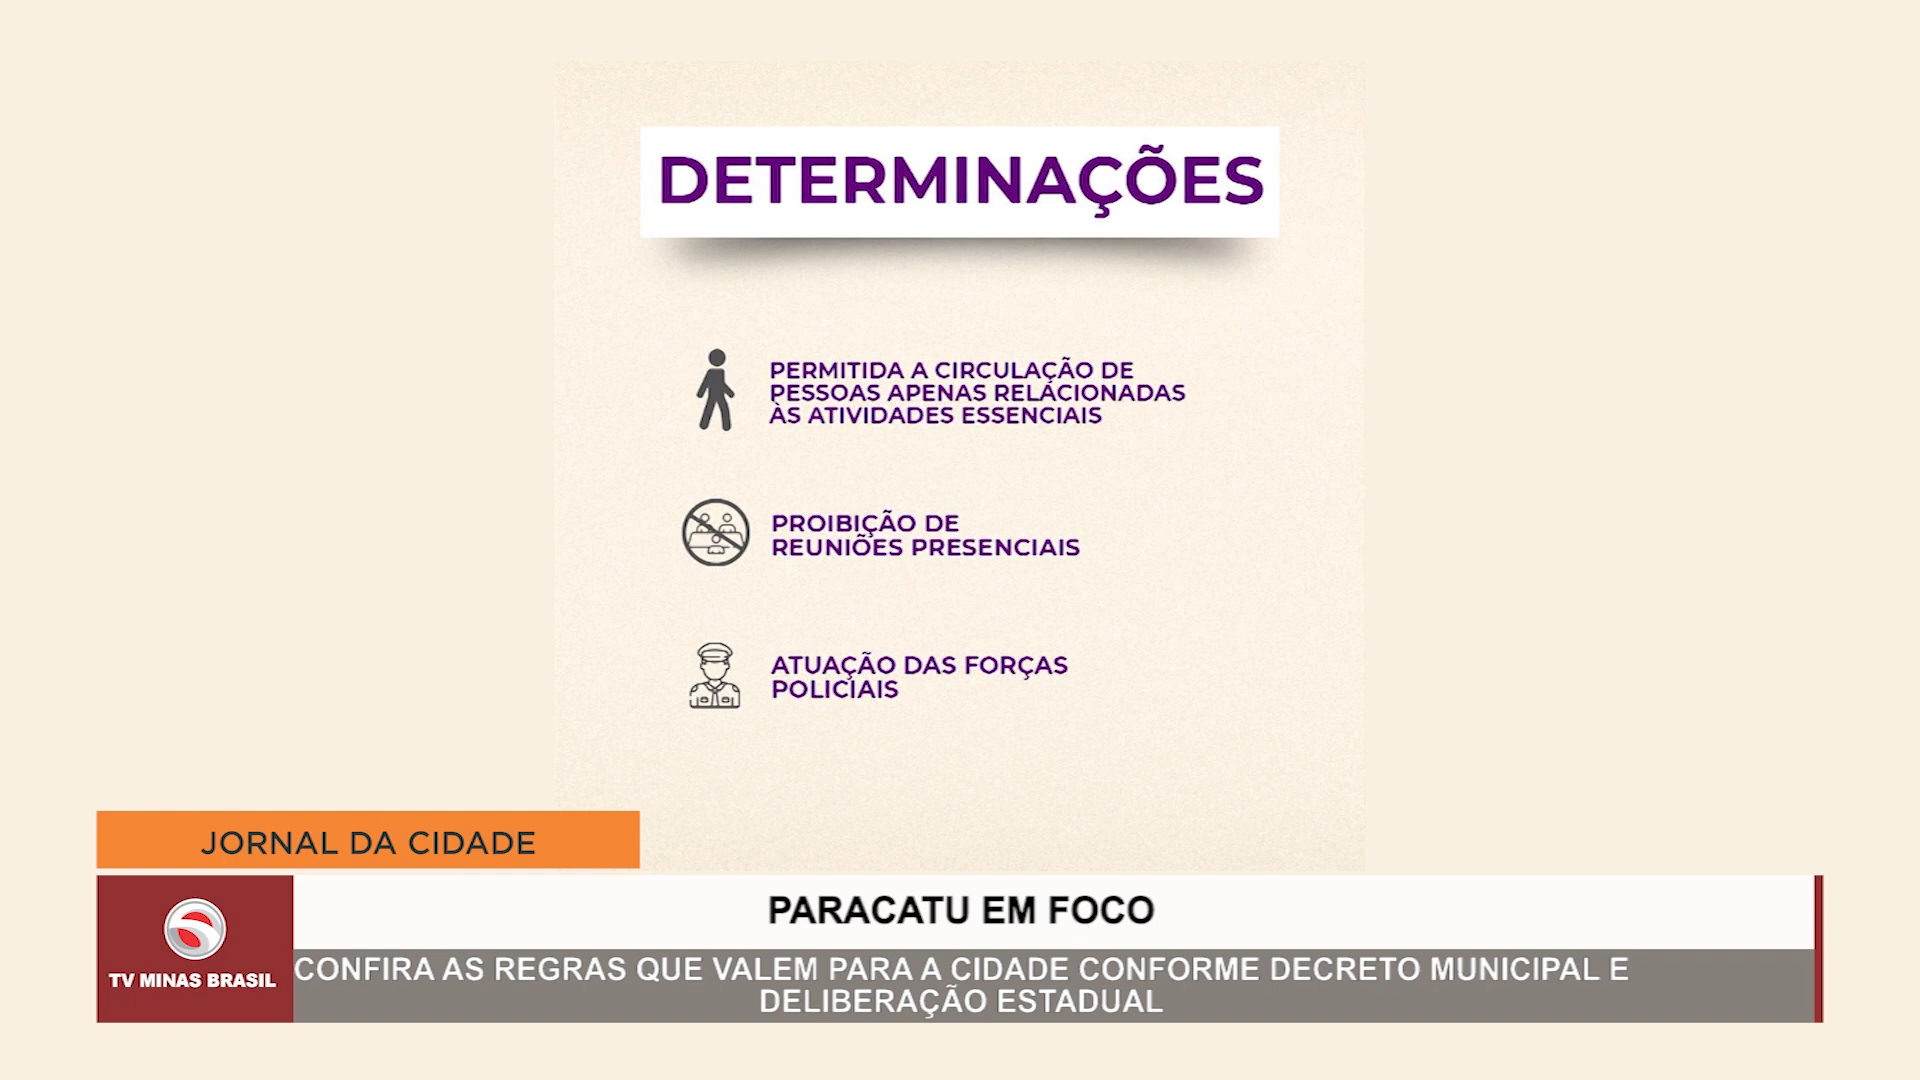 DETERMINAÇÕES
PERMITIDA A CIRCULAÇÃO DE
PESSOAS APENAS RELACIONADAS
ÀS ATIVIDADES ESSENCIAIS
PROIBIÇÃO DE
REUNIÕES PRESENCIAIS
ATUAÇÃO DAS FORÇAS
POLICIAIS
JORNAL DA CIDADE
PARACATU EM FOCO
TV MINAS BRASIL
CONFIRA AS REGRAS QUE VALEM PARA A CIDADE CONFORME DECRETO MUNICIPAL E
DELIBERAÇÃO ESTADUAL